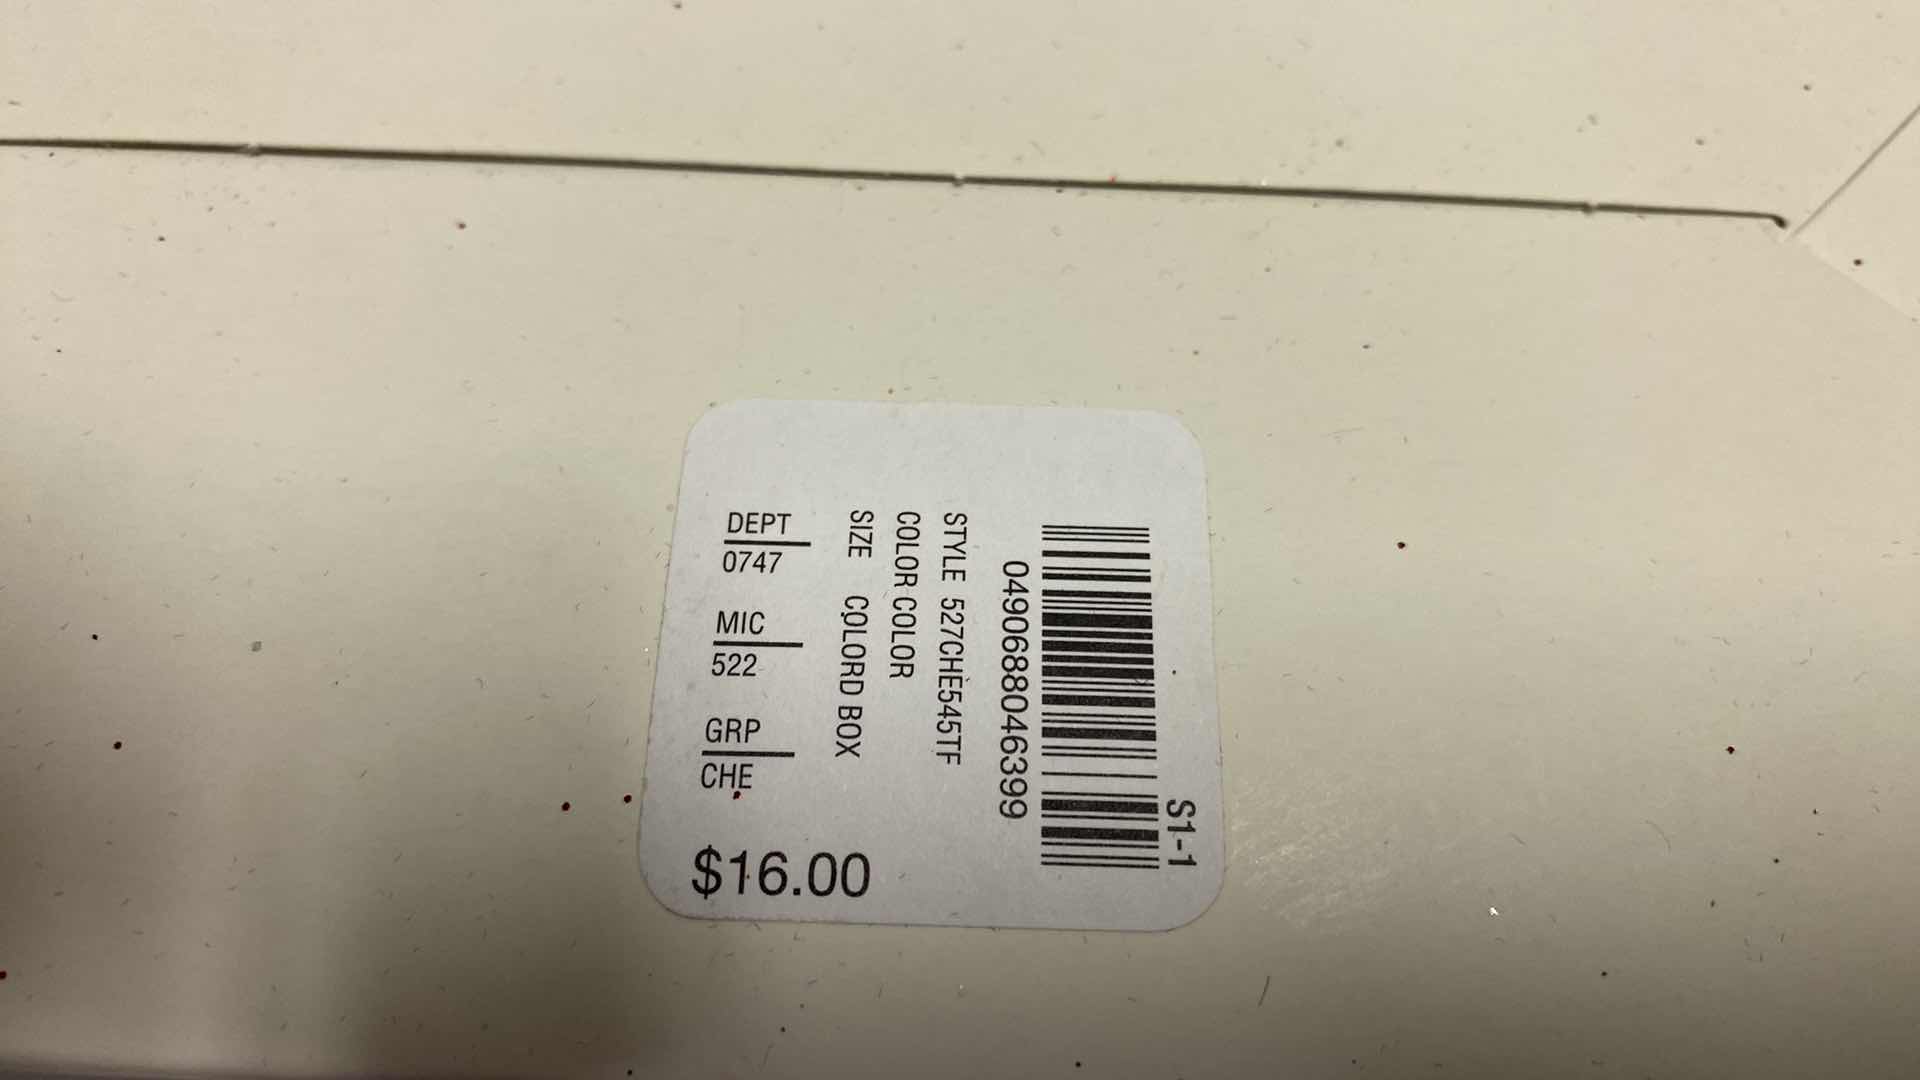 DEPT
0747
MIC
522
GRP
CHE
$16.00
S1-1
0490688046399
STYLE 527CHE545TF
COLOR COLOR
SIZE COLORD BOX